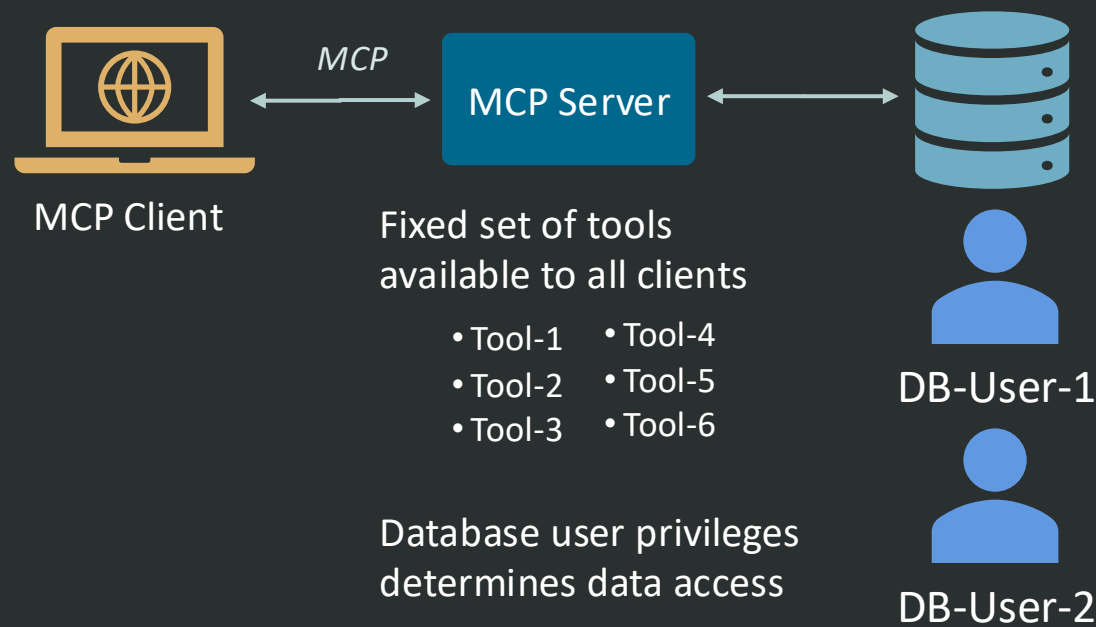 MCP
MCP Server
MCP Client
Fixed set of tools
available to all clients
• Tool-1
• Tool-2
• Tool-3
• Tool-4
• Tool-5
• Tool-6
Database user privileges
determines data access
DB-User-1
DB-User-2